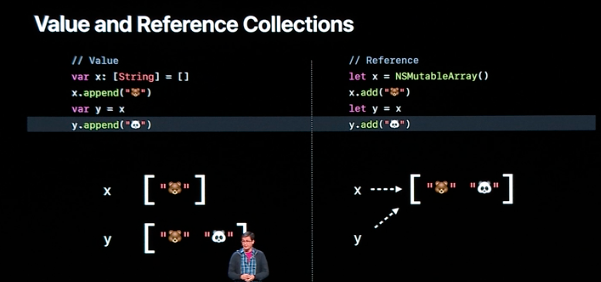 Value and Reference Collections
// Value
var x: [String] = []
x.append("🐻")
var y = x
y.append("🐼")
x ["🐻"]
y ["🐻" "🐼"]
// Reference
let x = NSMutableArray()
x.add("🐻")
let y = x
y.add("🐼")
x ["🐻" "🐼"]
y